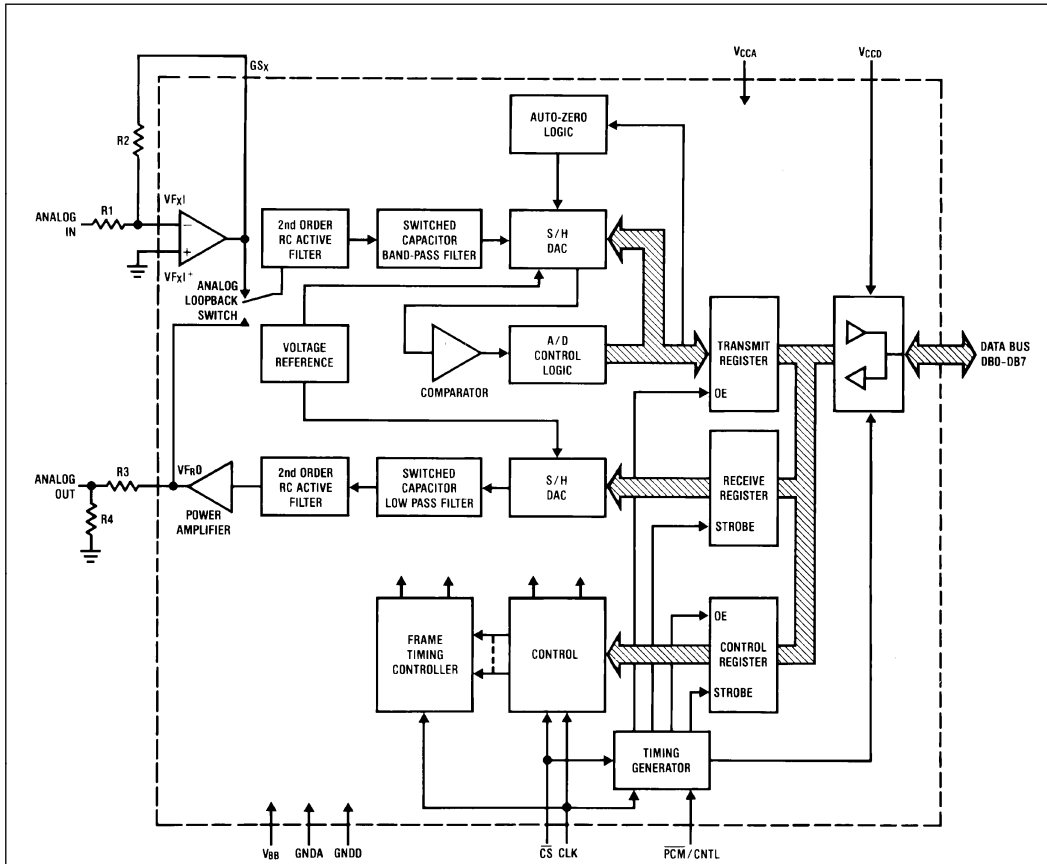 GSX
VCCA
VCCD
AUTO-ZERO
LOGIC
R2
VFXI
R1
ANALOG
IN
−
+
VFXI+
2nd ORDER
RC ACTIVE
FILTER
SWITCHED
CAPACITOR
BAND-PASS FILTER
S/H
DAC
ANALOG
LOOPBACK
SWITCH
VOLTAGE
REFERENCE
COMPARATOR
A/D
CONTROL
LOGIC
TRANSMIT
REGISTER
OE
DATA BUS
DB0-DB7
ANALOG
OUT
R3
R4
VFRO
POWER
AMPLIFIER
2nd ORDER
RC ACTIVE
FILTER
SWITCHED
CAPACITOR
LOW PASS FILTER
S/H
DAC
RECEIVE
REGISTER
STROBE
FRAME
TIMING
CONTROLLER
CONTROL
OE
CONTROL
REGISTER
STROBE
TIMING
GENERATOR
VBB GNDA GNDD C̅S̅ CLK P̅C̅M̅/CNTL